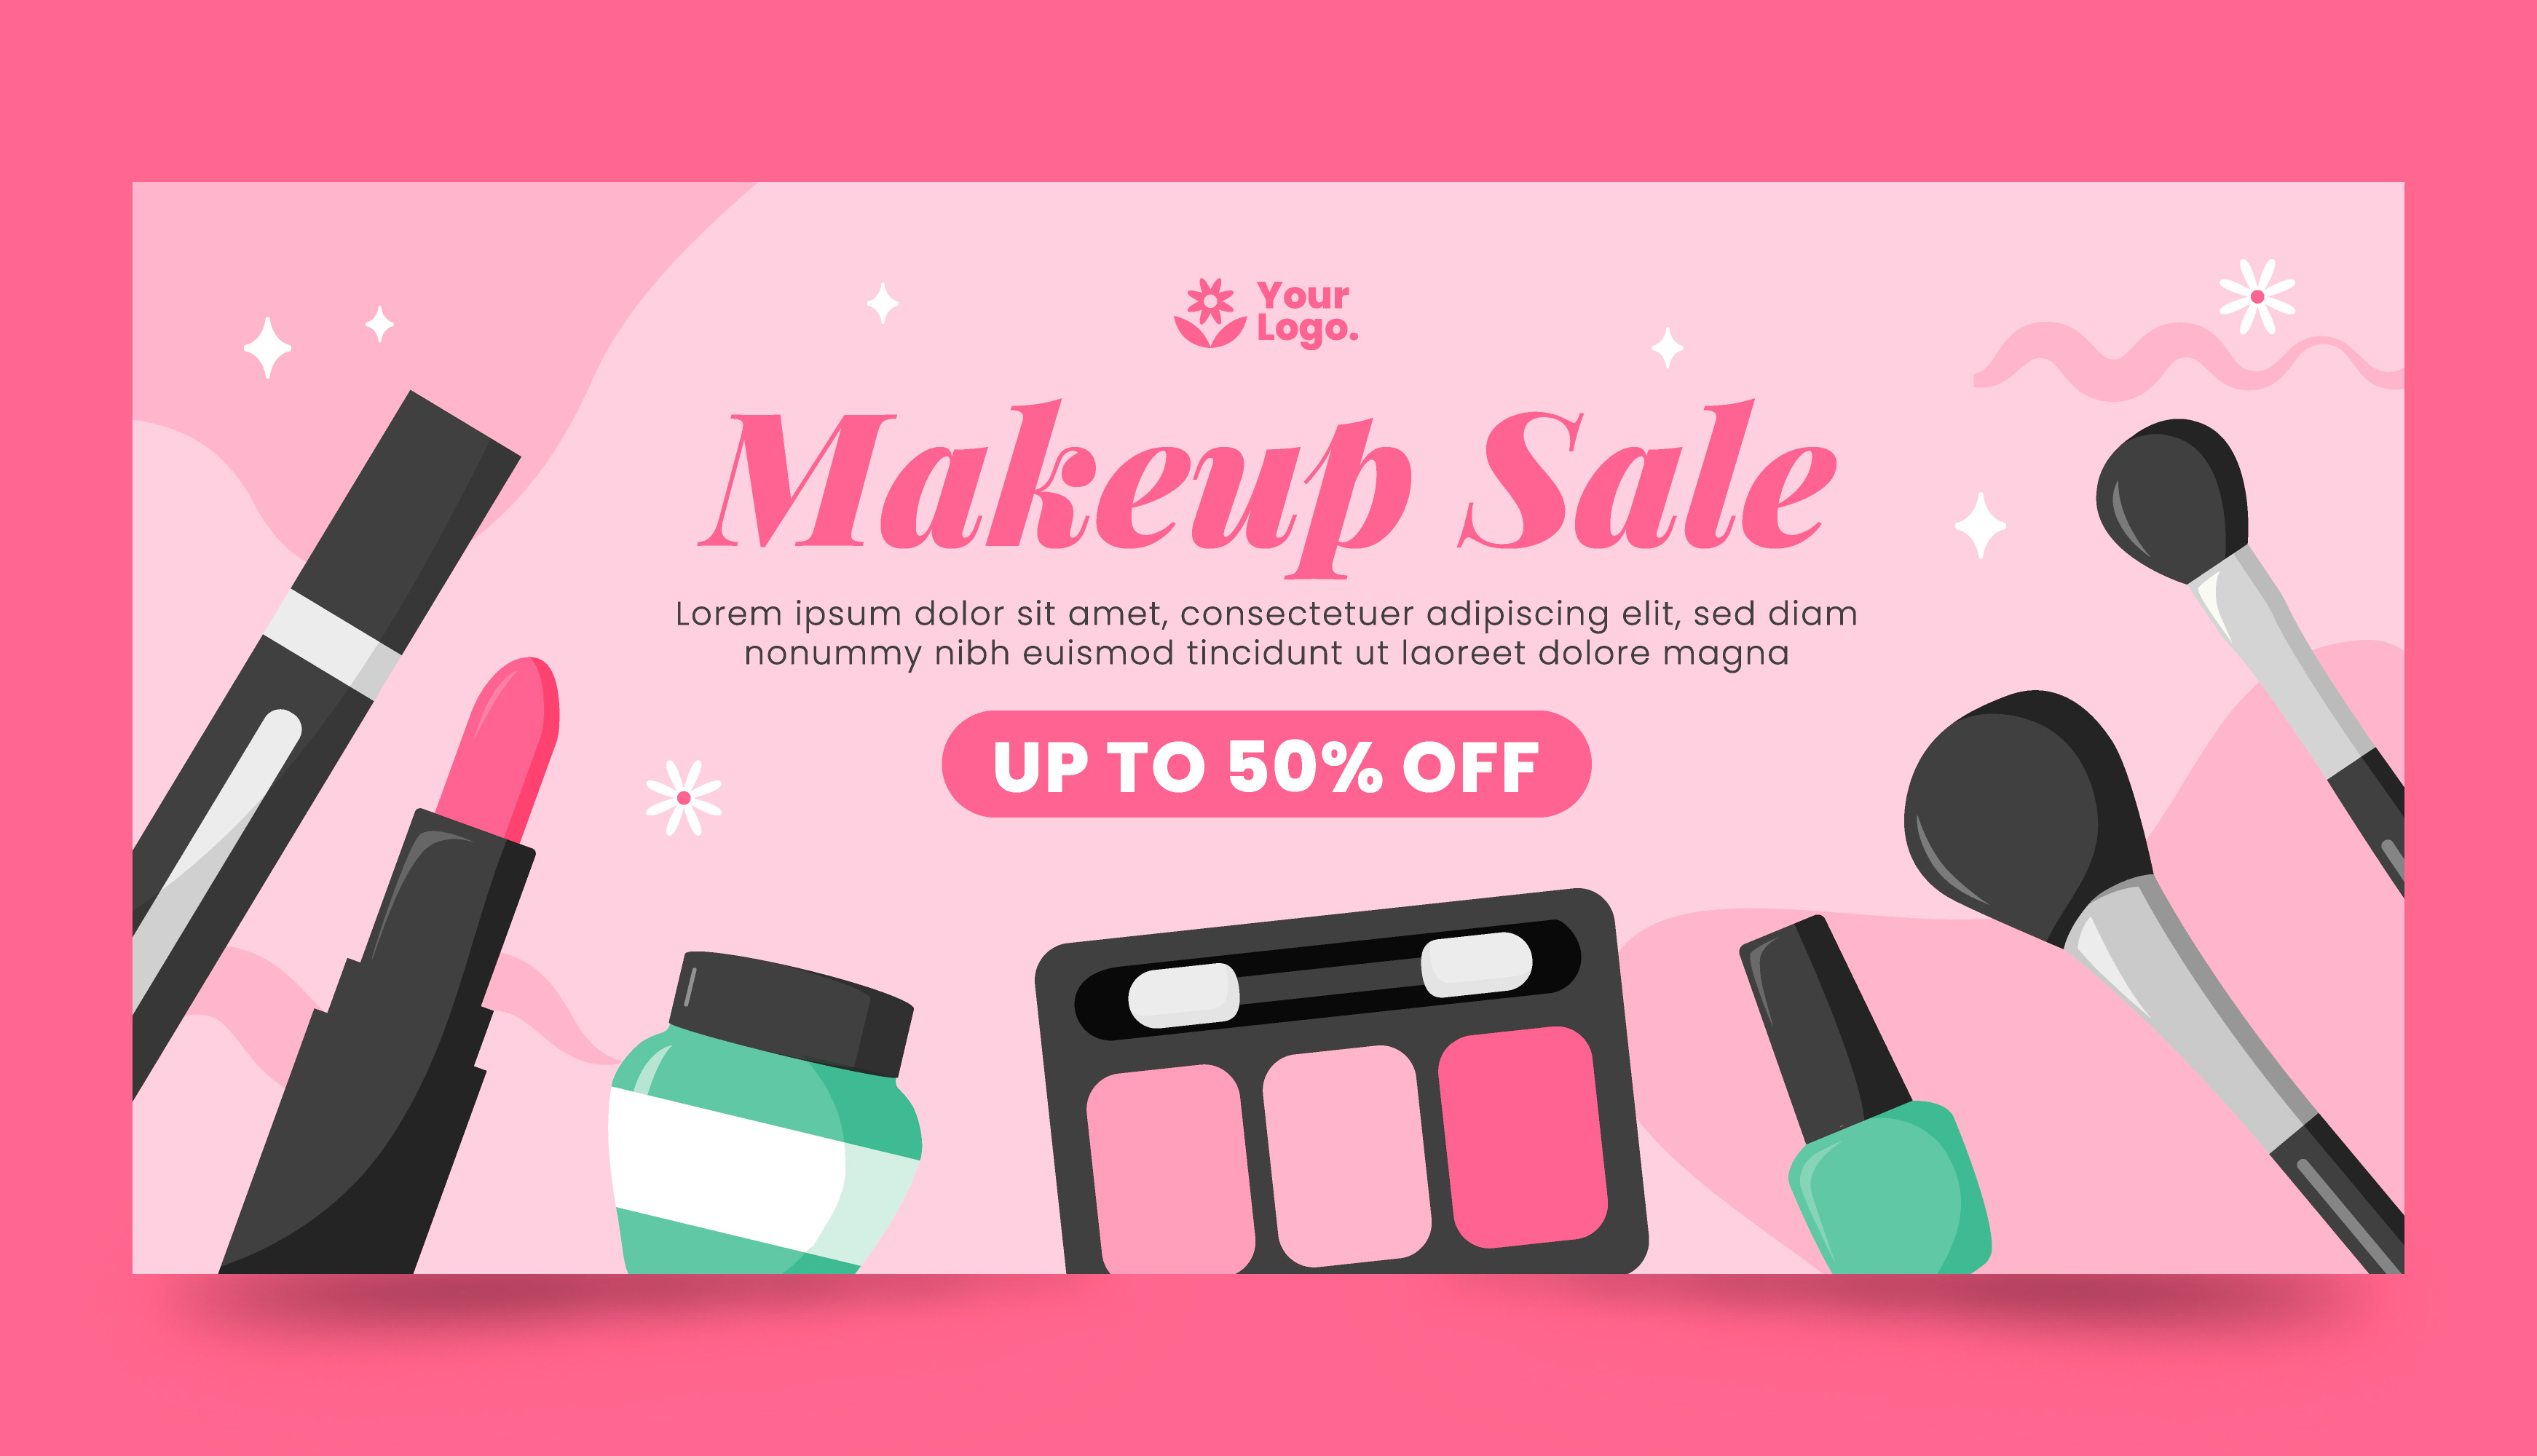 Your
Logo.
Makeup Sale
Lorem ipsum dolor sit amet, consectetuer adipiscing elit, sed diam
nonummy nibh euismod tincidunt ut laoreet dolore magna
UP TO 50% OFF